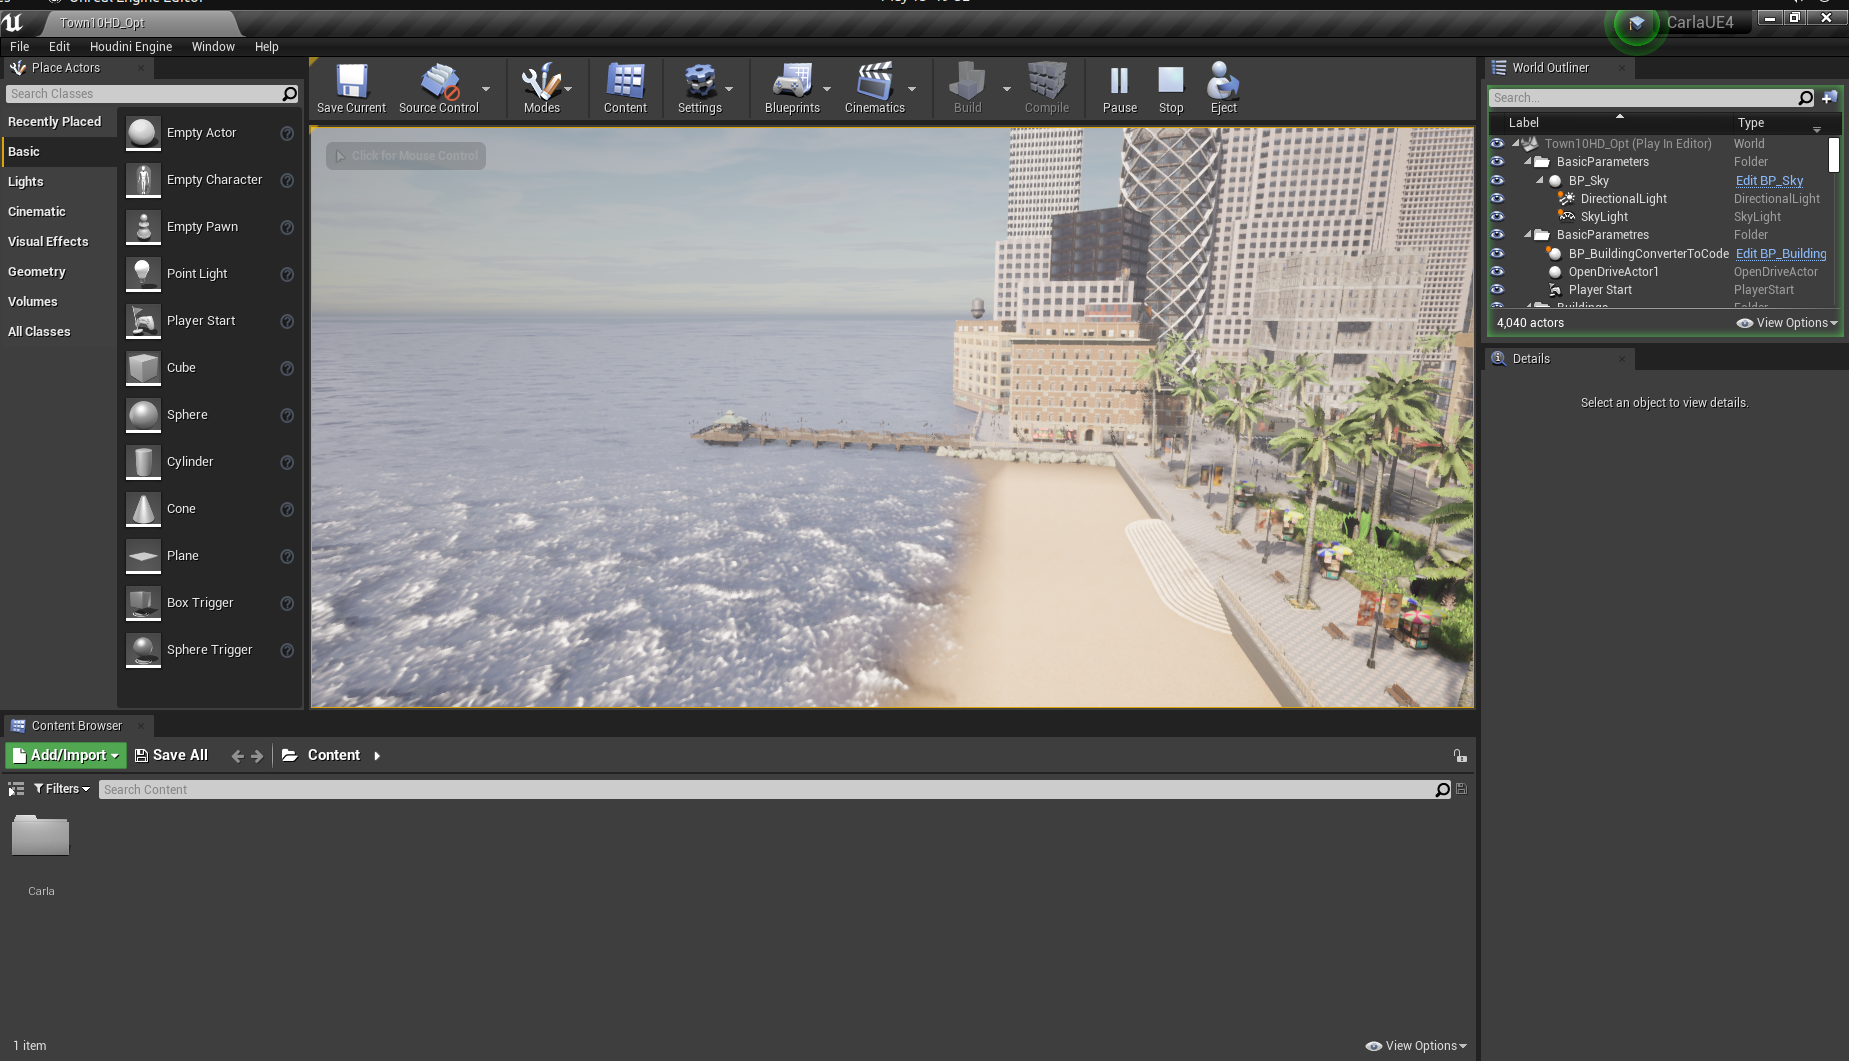 Town10HD_Opt
CarlaUE4
File Edit Houdini Engine Window Help
Place Actors
Search Classes
Recently Placed
Basic
Lights
Cinematic
Visual Effects
Geometry
Volumes
All Classes
Empty Actor
Empty Character
Empty Pawn
Point Light
Player Start
Cube
Sphere
Cylinder
Cone
Plane
Box Trigger
Sphere Trigger
Save Current Source Control Modes Content Settings Blueprints Cinematics Build Compile Pause Stop Eject
Click for Mouse Control
World Outliner
Search...
Label Type
Town10HD_Opt (Play In Editor) World
BasicParameters Folder
BP_Sky Edit BP_Sky
DirectionalLight DirectionalLight
SkyLight SkyLight
BasicParametres Folder
BP_BuildingConverterToCode Edit BP_Building
OpenDriveActor1 OpenDriveActor
Player Start PlayerStart
4,040 actors View Options
Details
Select an object to view details.
Content Browser
Add/Import Save All Content
Filters Search Content
Carla
1 item View Options